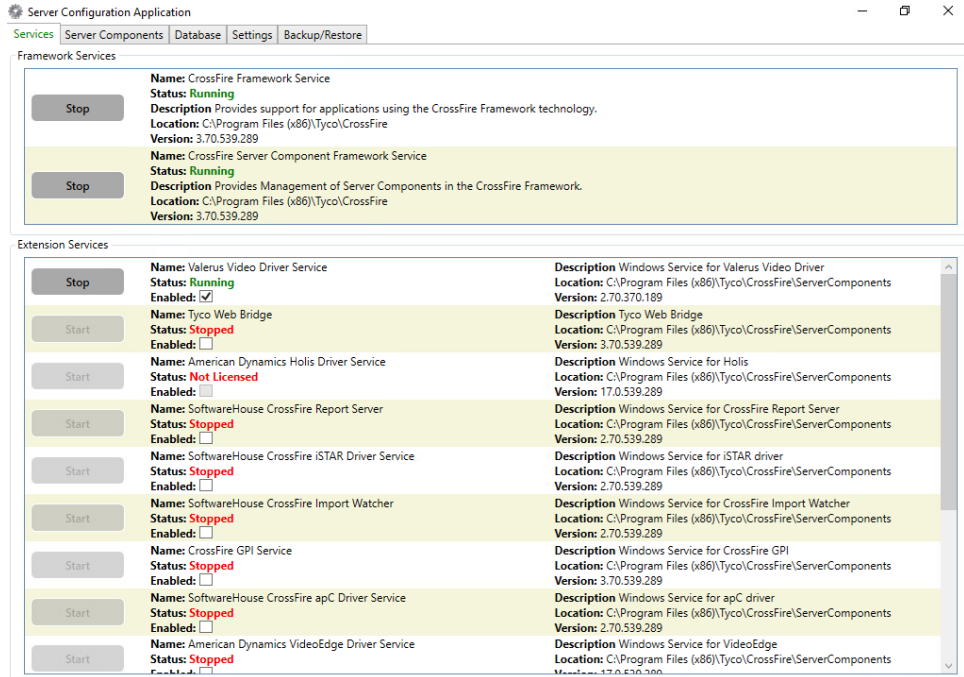 Server Configuration Application
Services Server Components Database Settings Backup/Restore
Framework Services
Name: CrossFire Framework Service
Status: Running
Stop
Description Provides support for applications using the CrossFire Framework technology.
Location: C:\Program Files (x86)\Tyco\CrossFire
Version: 3.70.539.289
Name: CrossFire Server Component Framework Service
Status: Running
Stop
Description Provides Management of Server Components in the CrossFire Framework.
Location: C:\Program Files (x86)\Tyco\CrossFire
Version: 3.70.539.289
Extension Services
Name: Valerus Video Driver Service Description Windows Service for Valerus Video Driver
Stop Status: Running Location: C:\Program Files (x86)\Tyco\CrossFire\ServerComponents
Enabled: Version: 2.70.370.189
Name: Tyco Web Bridge Description Tyco Web Bridge
Start Status: Stopped Location: C:\Program Files (x86)\Tyco\CrossFire\ServerComponents
Enabled: Version: 3.70.539.289
Name: American Dynamics Holis Driver Service Description Windows Service for Holis
Start Status: Not Licensed Location: C:\Program Files (x86)\Tyco\CrossFire\ServerComponents
Enabled: Version: 17.0.539.289
Name: SoftwareHouse CrossFire Report Server Description Windows Service for CrossFire Report Server
Start Status: Stopped Location: C:\Program Files (x86)\Tyco\CrossFire\ServerComponents
Enabled: Version: 2.70.539.289
Name: SoftwareHouse CrossFire iSTAR Driver Service Description Windows Service for iSTAR driver
Start Status: Stopped Location: C:\Program Files (x86)\Tyco\CrossFire\ServerComponents
Enabled: Version: 2.70.539.289
Name: SoftwareHouse CrossFire Import Watcher Description Windows Service for CrossFire Import Watcher
Start Status: Stopped Location: C:\Program Files (x86)\Tyco\CrossFire\ServerComponents
Enabled: Version: 2.70.539.289
Name: CrossFire GPI Service Description Windows Service for CrossFire GPI
Start Status: Stopped Location: C:\Program Files (x86)\Tyco\CrossFire\ServerComponents
Enabled: Version: 3.70.539.289
Name: SoftwareHouse CrossFire apC Driver Service Description Windows Service for apC driver
Start Status: Stopped Location: C:\Program Files (x86)\Tyco\CrossFire\ServerComponents
Enabled: Version: 2.70.539.289
Name: American Dynamics VideoEdge Driver Service Description Windows Service for VideoEdge
Start Status: Stopped Location: C:\Program Files (x86)\Tyco\CrossFire\ServerComponents
Enabled: Version: 17.0.539.289